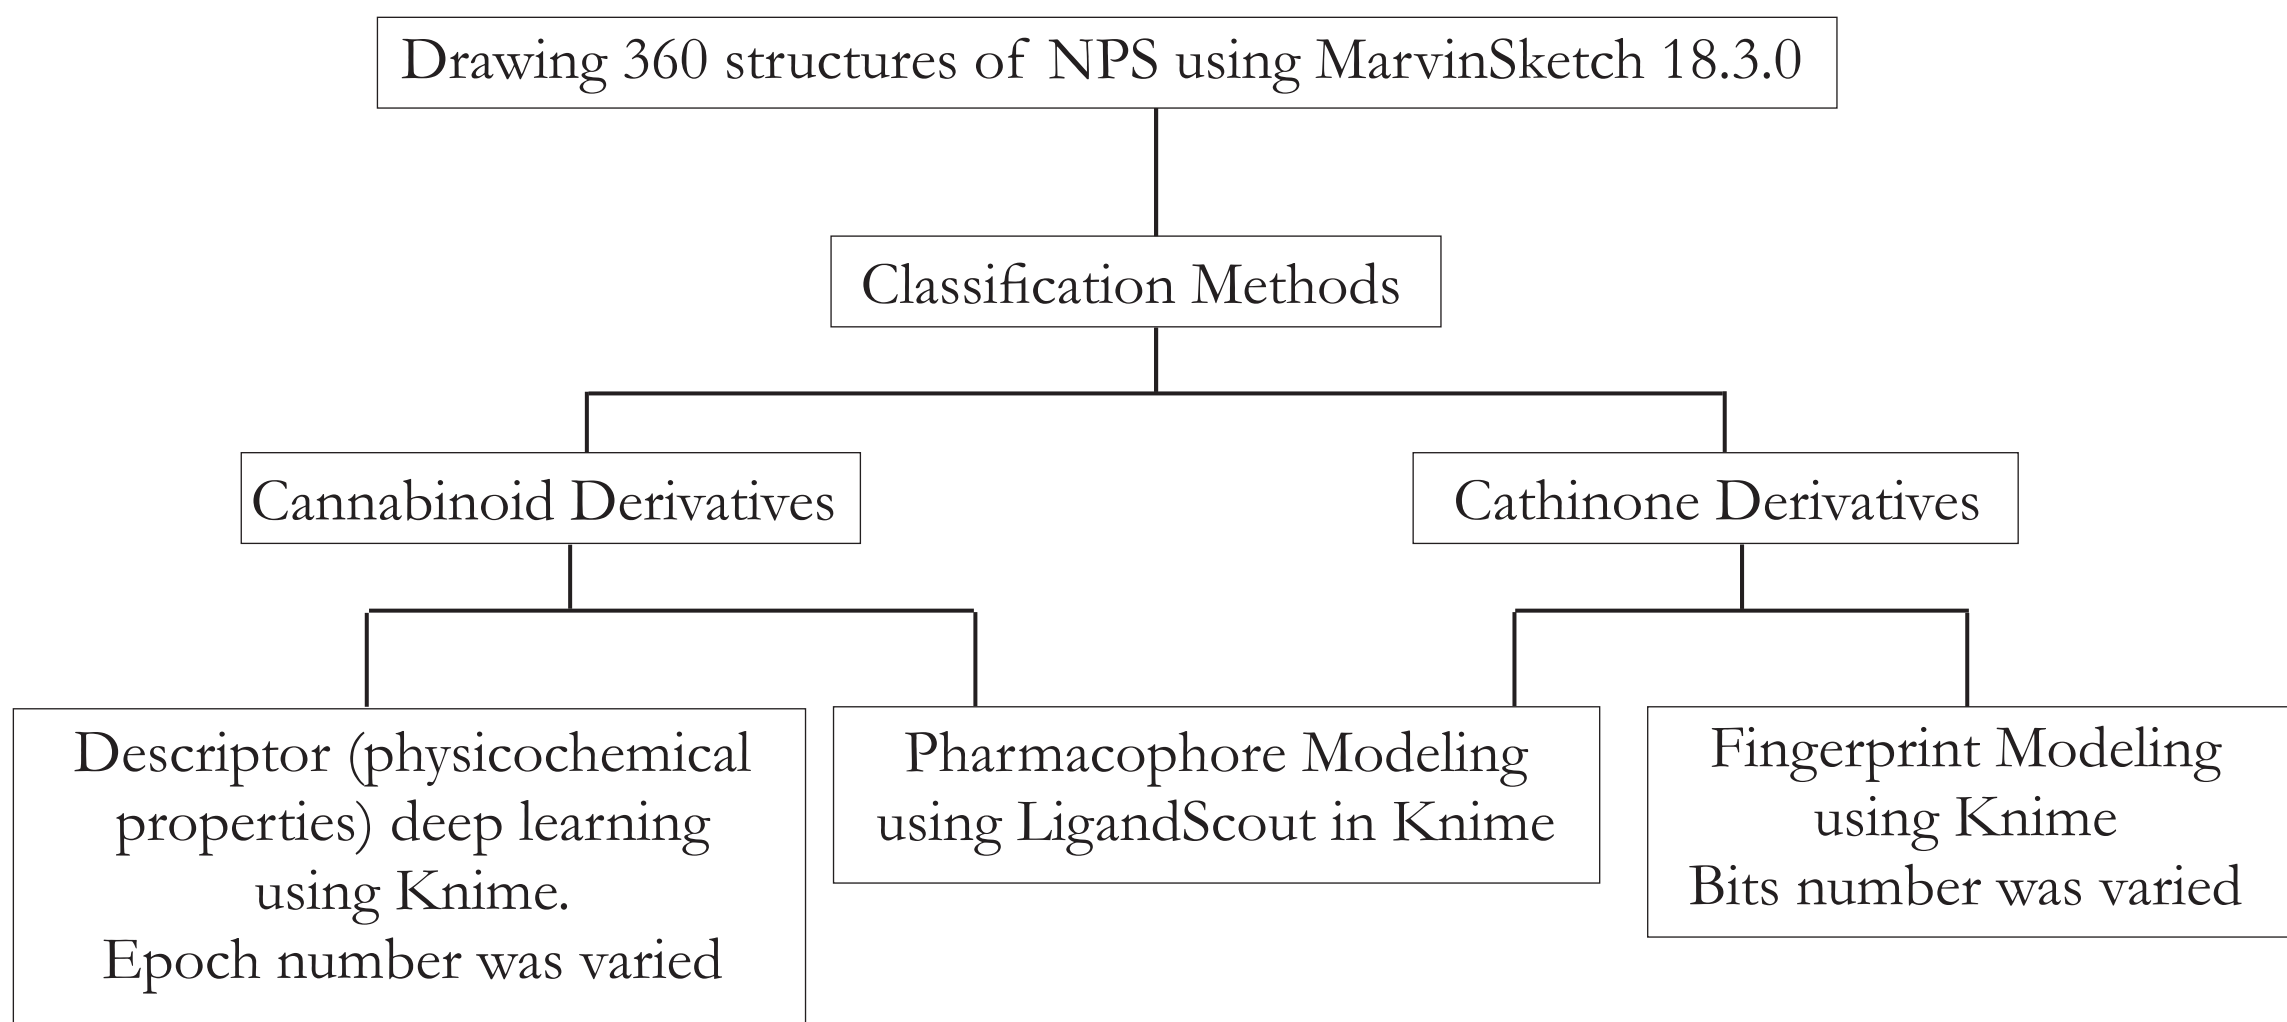 Drawing 360 structures of NPS using MarvinSketch 18.3.0
Classification Methods
Cannabinoid Derivatives
Cathinone Derivatives
Descriptor (physicochemical
properties) deep learning
using Knime.
Epoch number was varied
Pharmacophore Modeling
using LigandScout in Knime
Fingerprint Modeling
using Knime
Bits number was varied